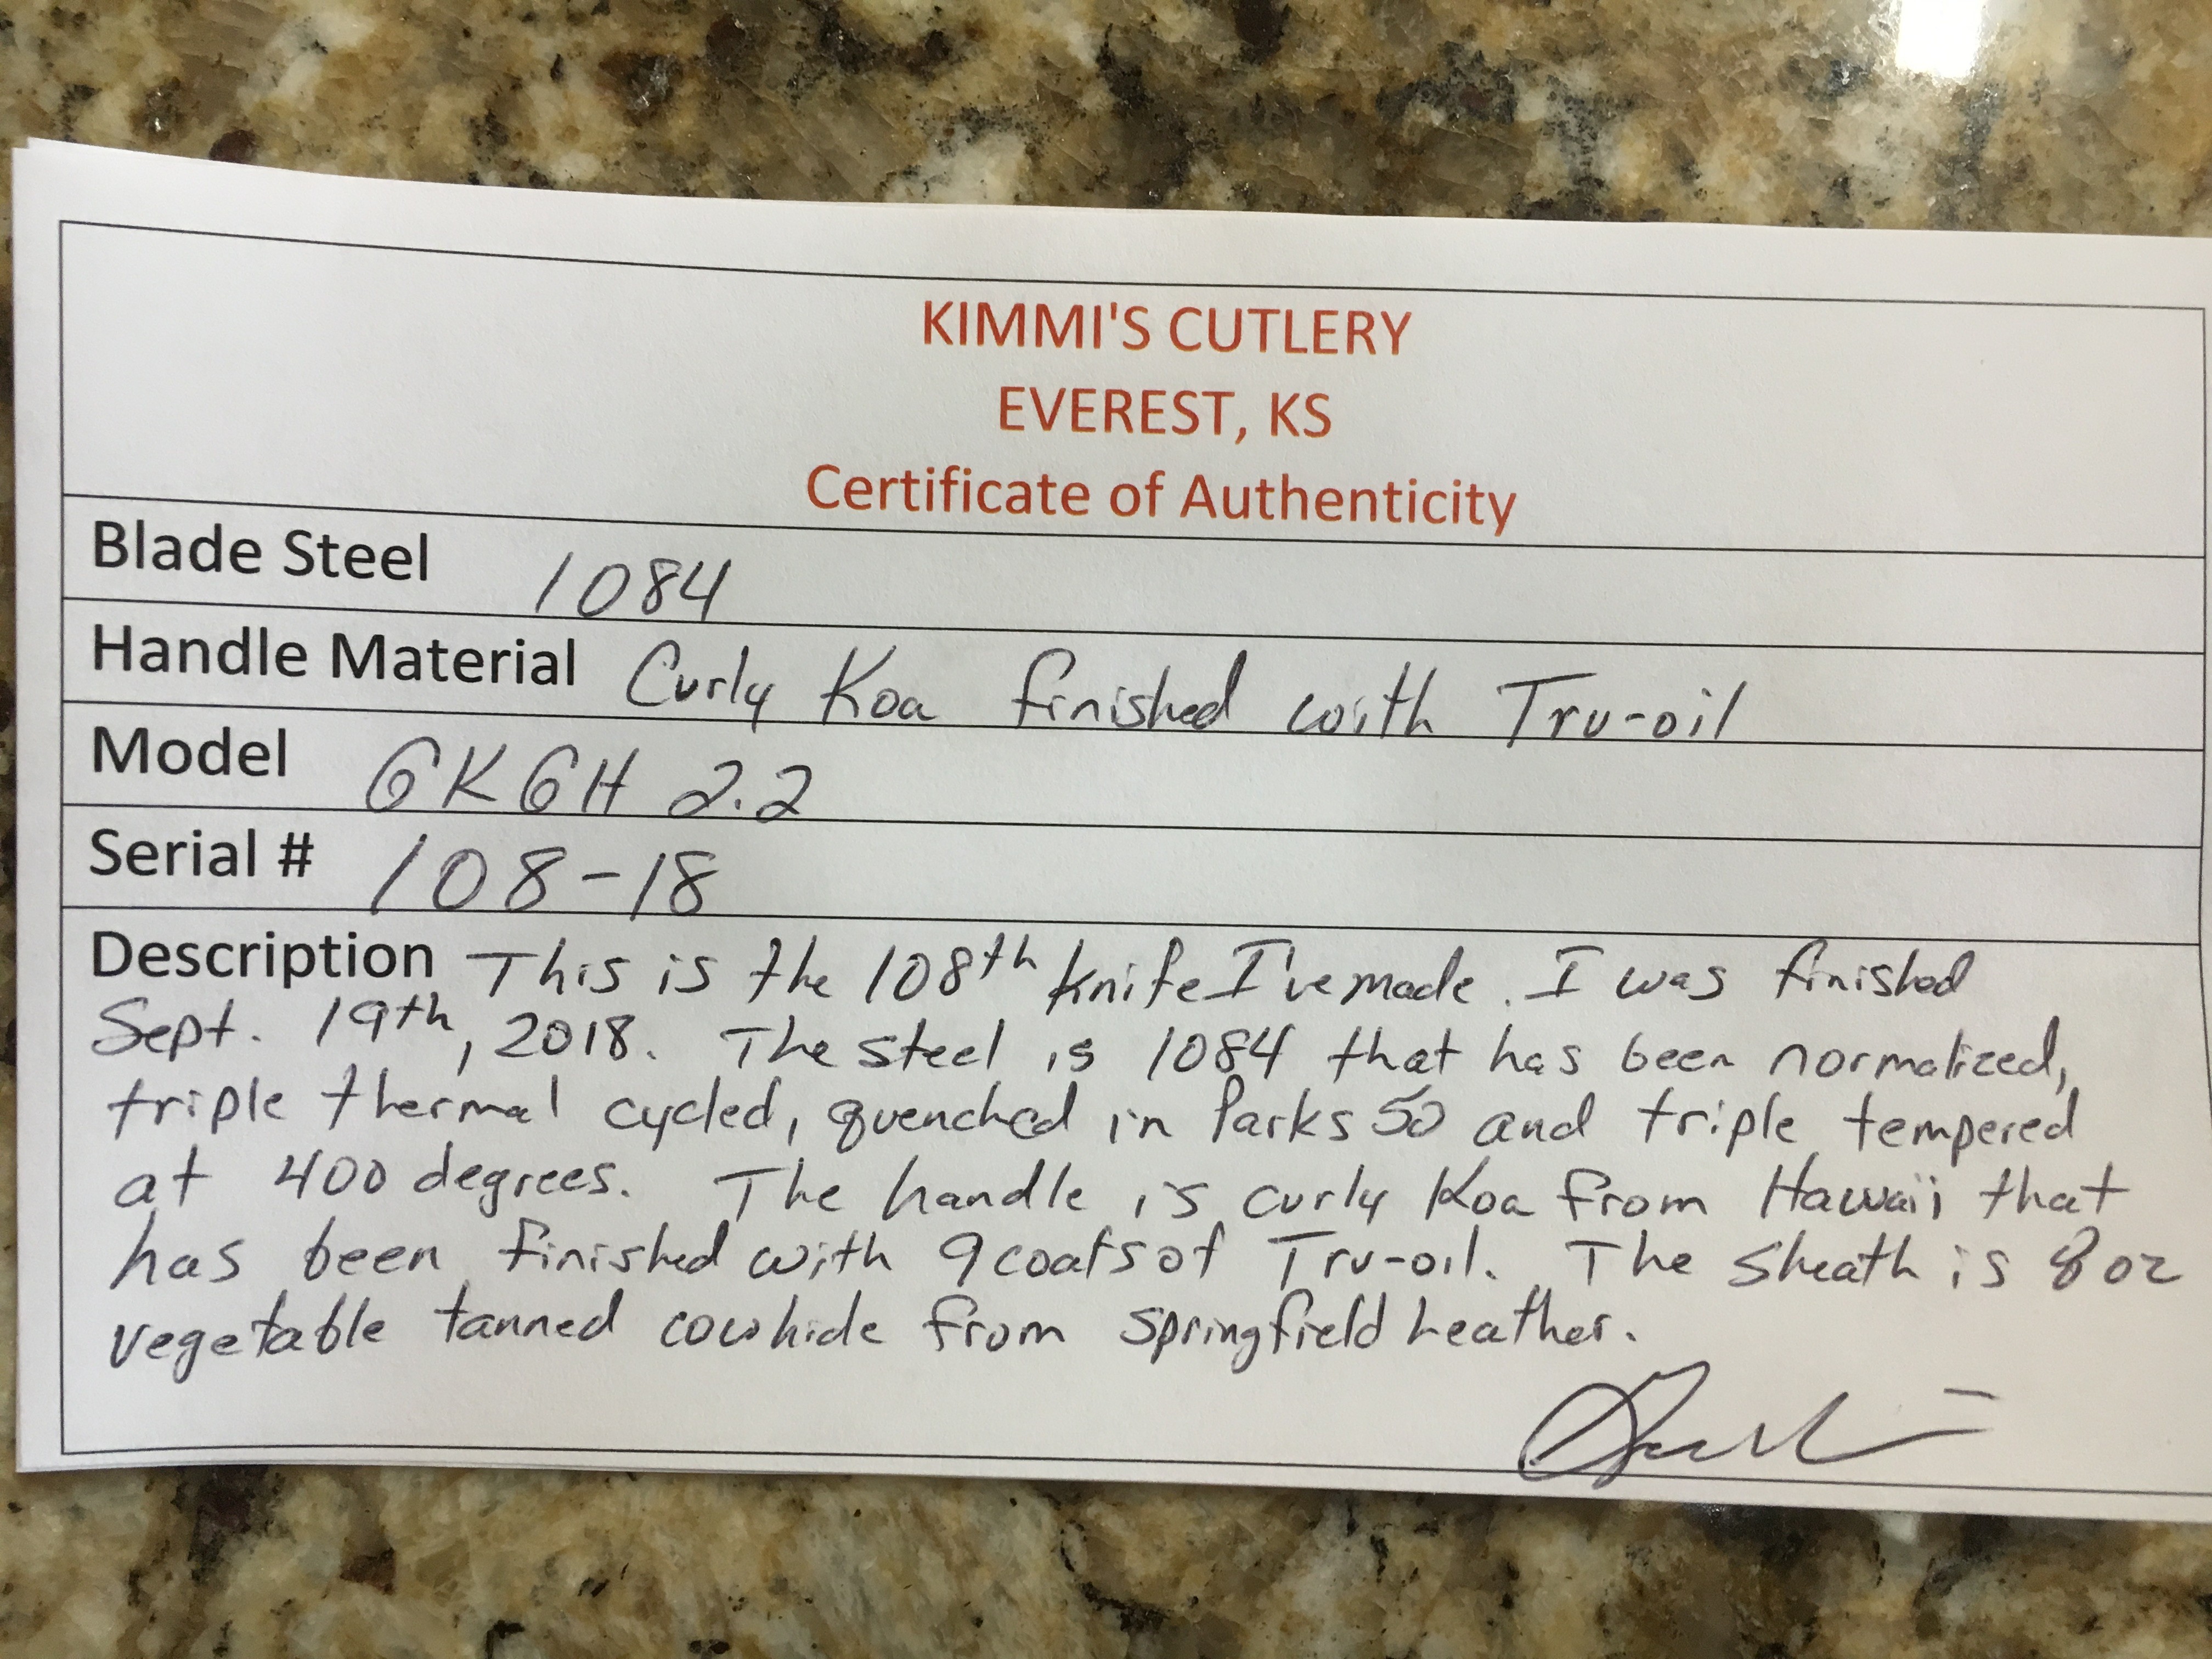 KIMMI'S CUTLERY
EVEREST, KS
Certificate of Authenticity
Blade Steel 1084
Handle Material Curly Koa finished with Tru-oil
Model GKGH 2.2
Serial # 108-18
Description This is the 108th knife I've made. I was finished
Sept. 19th, 2018. The steel is 1084 that has been normalized,
triple thermal cycled, quenched in Parks 50 and triple tempered
at 400 degrees. The handle is curly Koa from Hawaii that
has been finished with 9 coats of Tru-oil. The sheath is 8 oz
vegetable tanned cowhide from Springfield Leather.